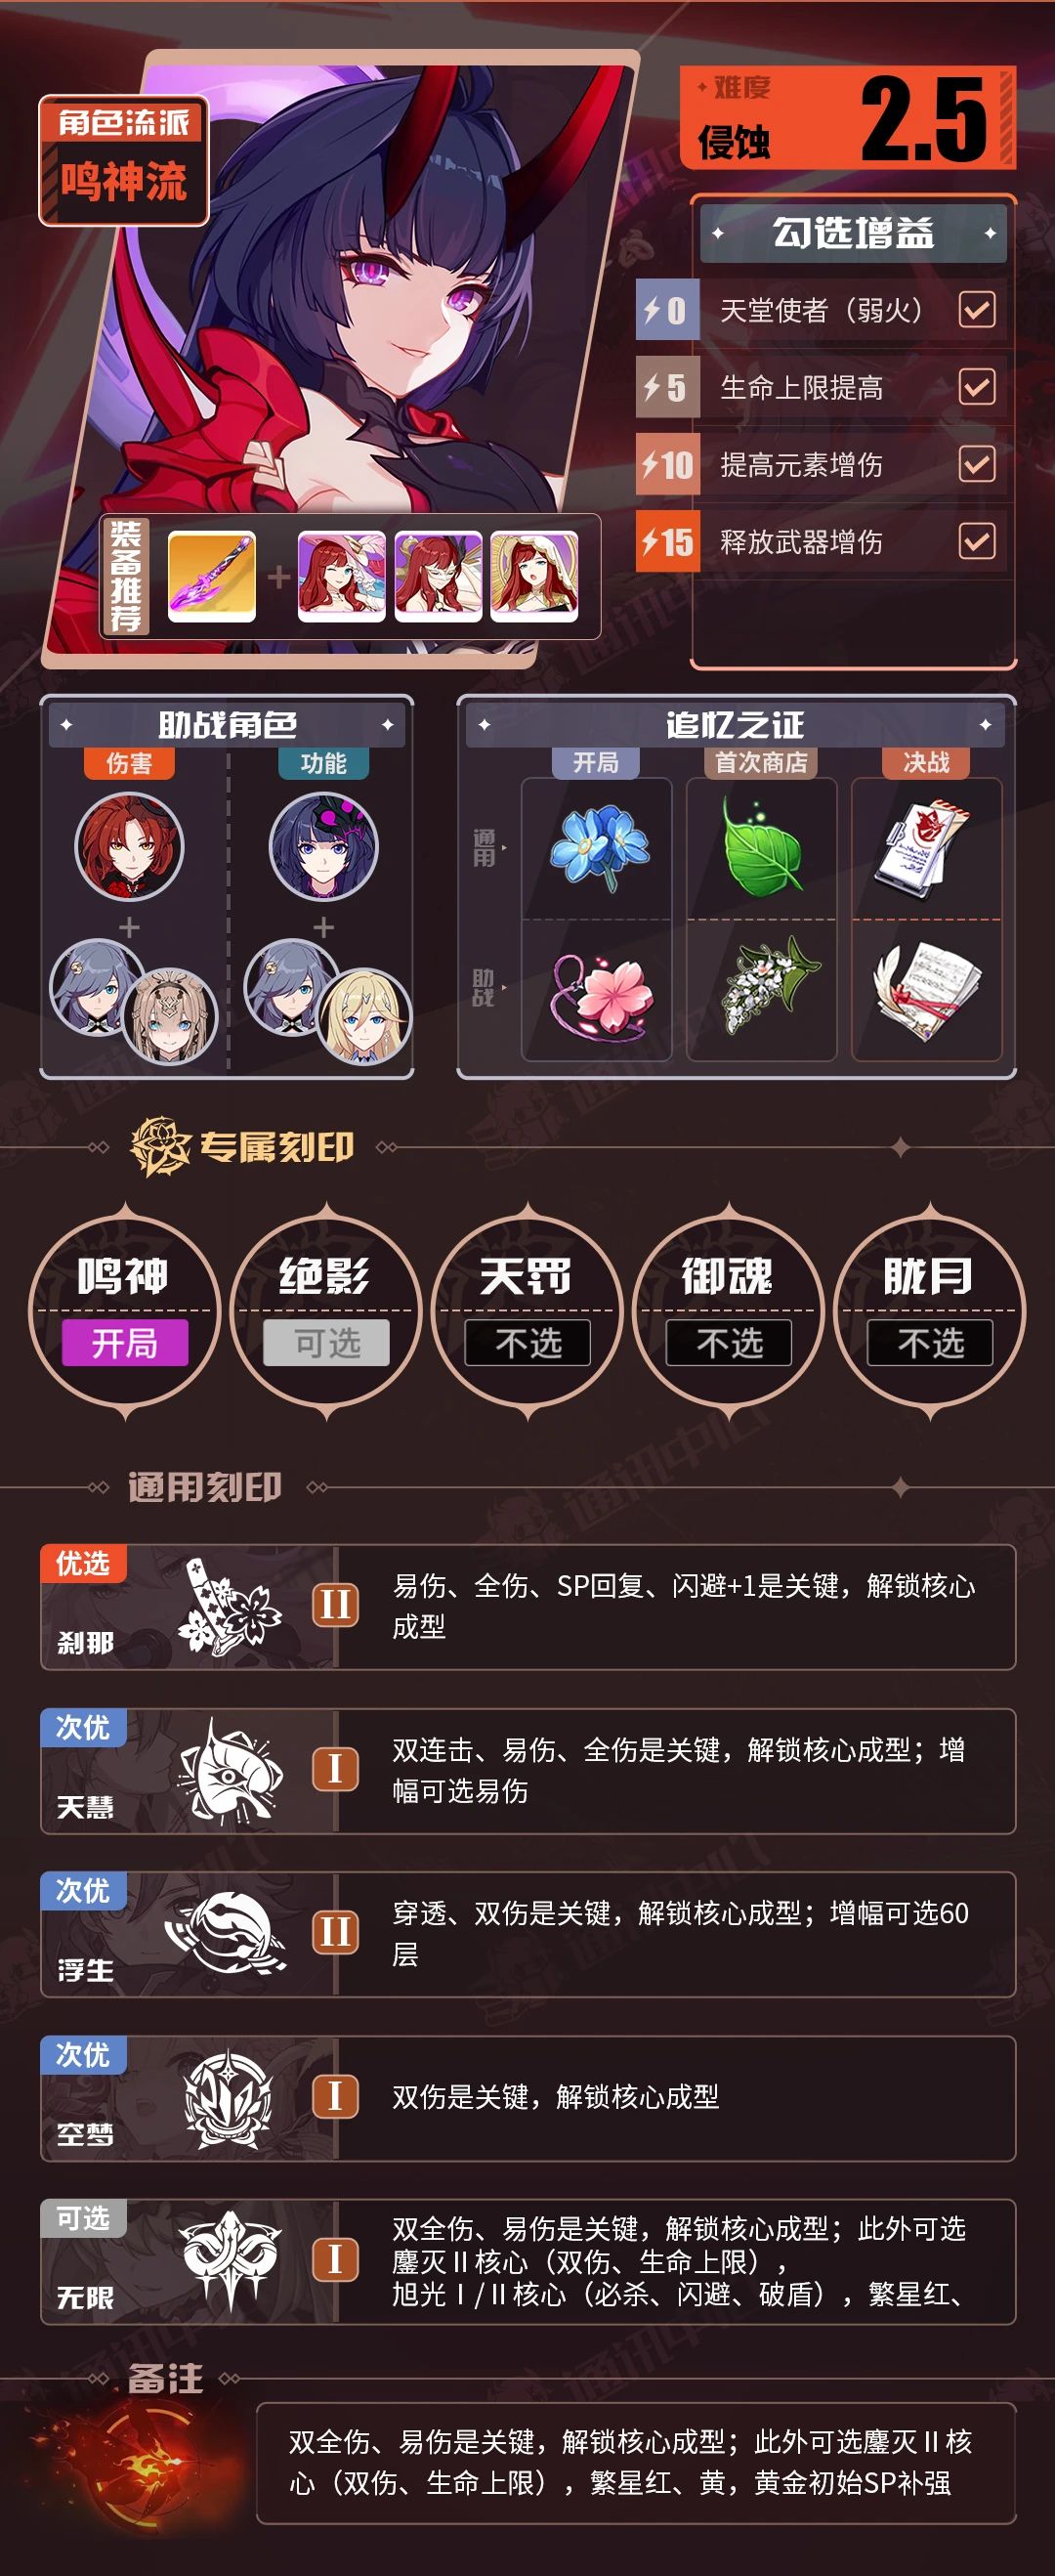 角色流派
鸣神流
难度
侵蚀
2.5
勾选增益
0 天堂使者（弱火）
5 生命上限提高
10 提高元素增伤
15 释放武器增伤
装备推荐
助战角色
伤害 功能
追忆之证
开局 首次商店 决战
通用
助战
专属刻印
鸣神 绝影 天罚 御魂 胧月
开局 可选 不选 不选 不选
通用刻印
优选
刹那
II
易伤、全伤、SP回复、闪避+1是关键，解锁核心
成型
次优
天慧
I
双连击、易伤、全伤是关键，解锁核心成型；增
幅可选易伤
次优
浮生
II
穿透、双伤是关键，解锁核心成型；增幅可选60
层
次优
空梦
I
双伤是关键，解锁核心成型
可选
无限
I
双全伤、易伤是关键，解锁核心成型；此外可选
鏖灭Ⅱ核心（双伤、生命上限），
旭光Ⅰ/Ⅱ核心（必杀、闪避、破盾），繁星红、
备注
双全伤、易伤是关键，解锁核心成型；此外可选鏖灭Ⅱ核
心（双伤、生命上限），繁星红、黄，黄金初始SP补强
通讯中心